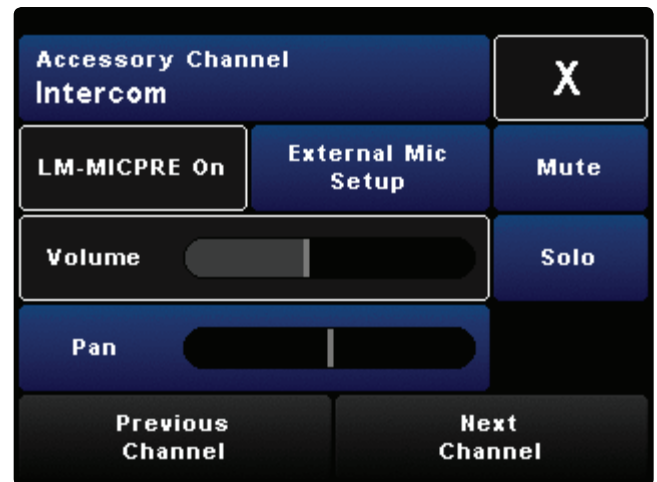 Accessory Channel
Intercom
X
LM-MICPRE On
External Mic
Setup
Mute
Volume
Solo
Pan
Previous
Channel
Next
Channel